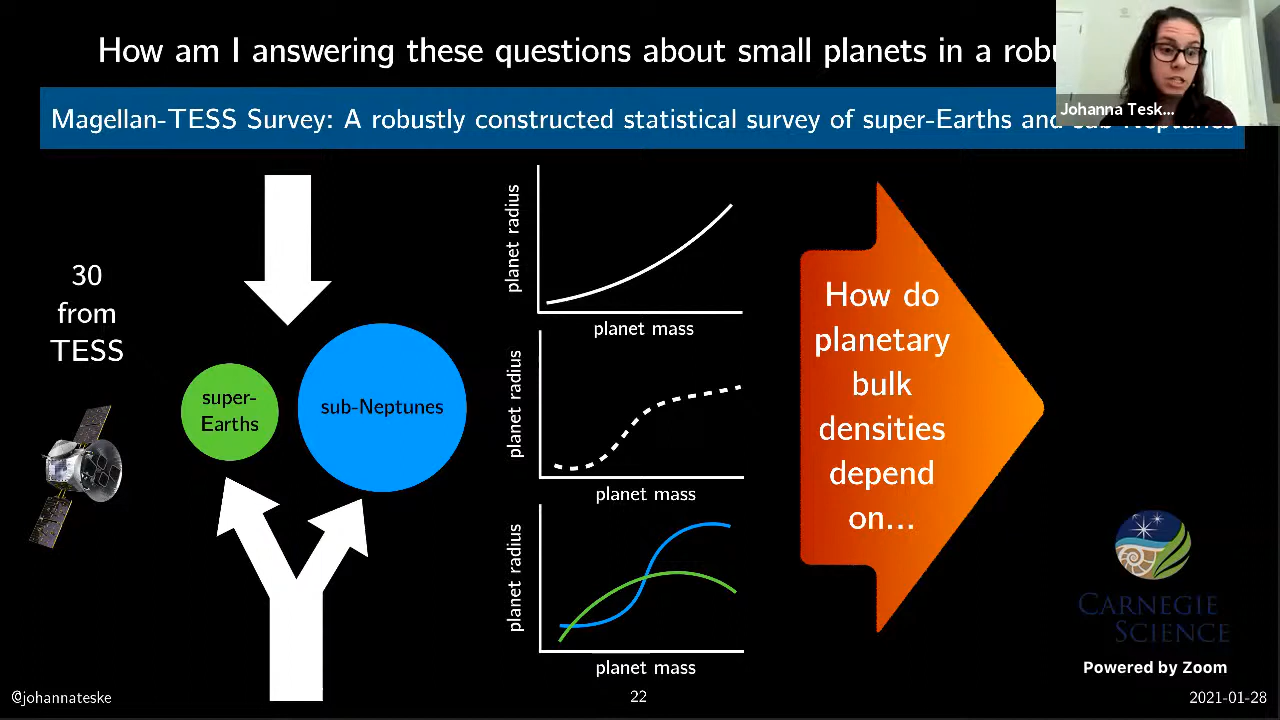 How am I answering these questions about small planets in a
Johanna Tesk...
Magellan-TESS Survey: A robustly constructed statistical survey of super-Earths and sub-Neptunes
30
from
TESS
super-
Earths
sub-Neptunes
planet radius
planet mass
planet radius
planet mass
planet radius
planet mass
How do
planetary
bulk
densities
depend
on...
CARNEGIE
SCIENCE
Powered by Zoom
@johannateske
22
2021-01-28